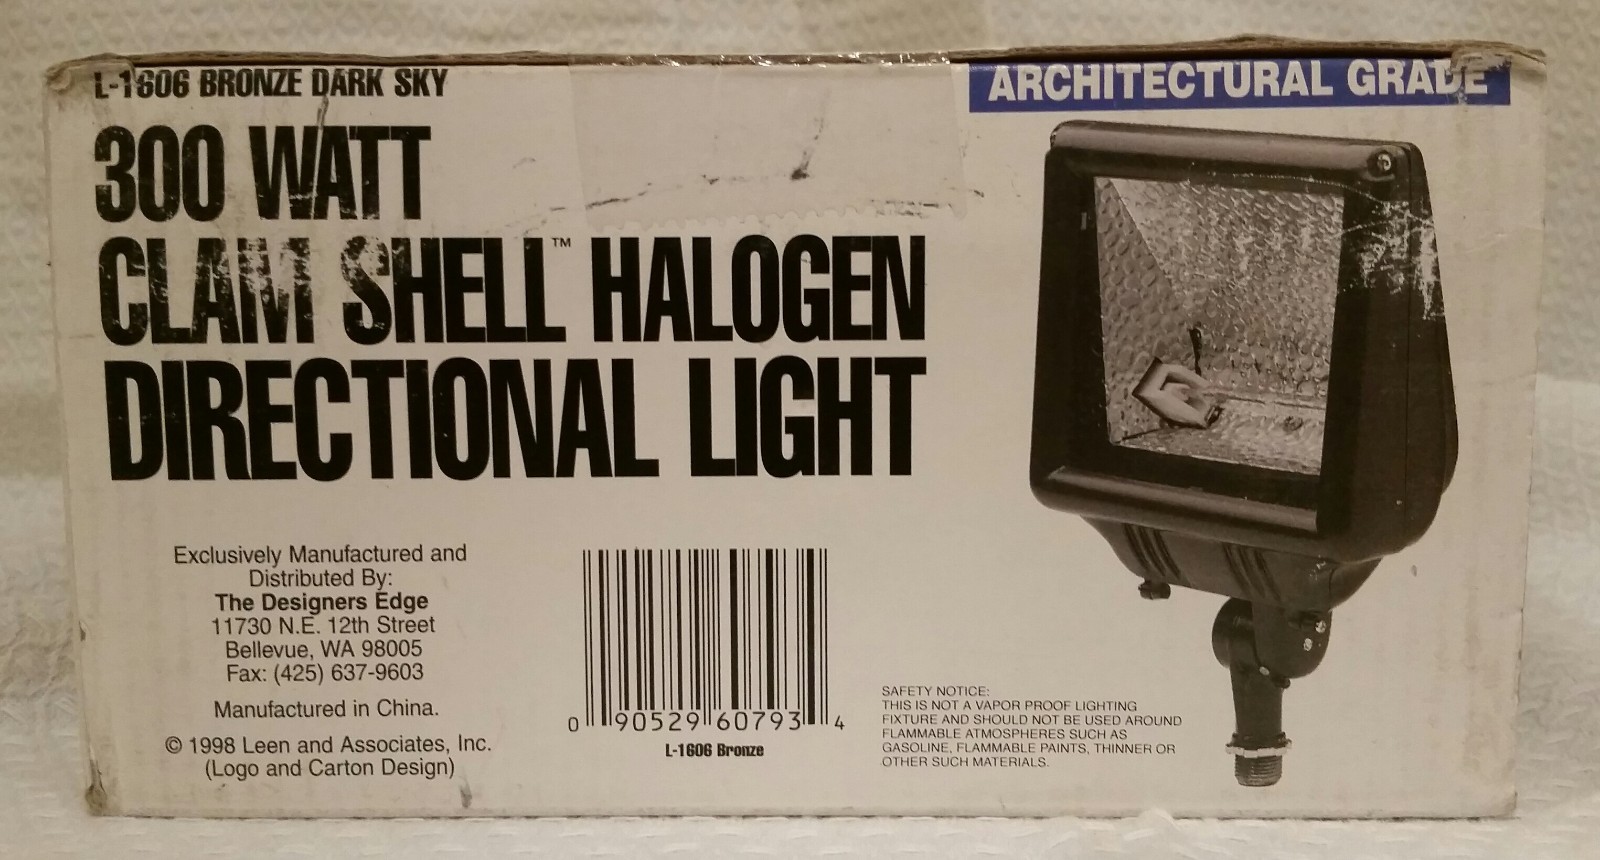 L-1606 BRONZE DARK SKY
ARCHITECTURAL GRADE
300 WATT
CLAM SHELL™ HALOGEN
DIRECTIONAL LIGHT
Exclusively Manufactured and
Distributed By:
The Designers Edge
11730 N.E. 12th Street
Bellevue, WA 98005
Fax: (425) 637-9603
Manufactured in China.
© 1998 Leen and Associates, Inc.
(Logo and Carton Design)
0 90529 60793 4
L-1606 Bronze
SAFETY NOTICE:
THIS IS NOT A VAPOR PROOF LIGHTING
FIXTURE AND SHOULD NOT BE USED AROUND
FLAMMABLE ATMOSPHERES SUCH AS
GASOLINE, FLAMMABLE PAINTS, THINNER OR
OTHER SUCH MATERIALS.